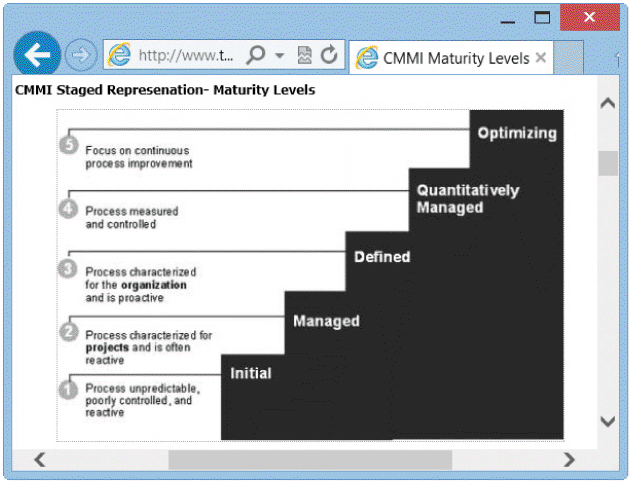 http://www.t...
CMMI Maturity Levels
CMMI Staged Represenation- Maturity Levels
5
Focus on continuous
process improvement
Optimizing
4
Process measured
and controlled
Quantitatively
Managed
3
Process characterized
for the organization
and is proactive
Defined
2
Process characterized for
projects and is often
reactive
Managed
1
Process unpredictable,
poorly controlled, and
reactive
Initial